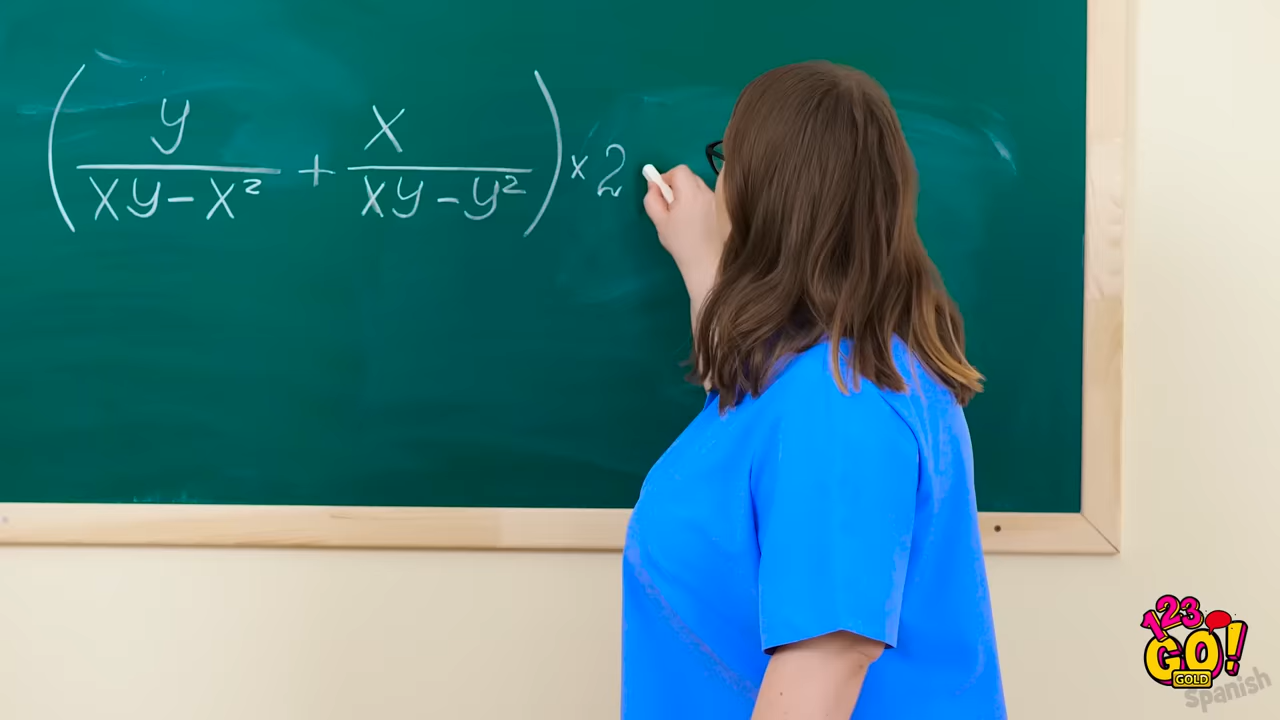 ( y / (xy - x²) + x / (xy - y²) ) × 2
123
GO!
GOLD
Spanish